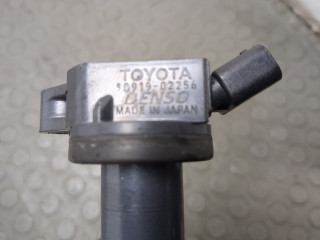 TOYOTA
90919-02256
DENSO
MADE IN JAPAN